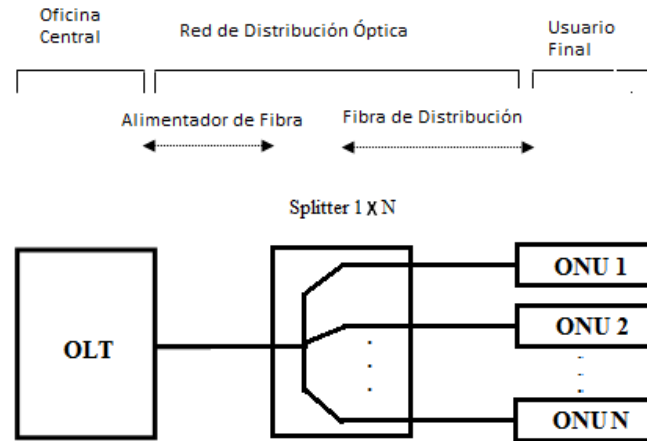 Oficina
Central
Red de Distribución Óptica
Usuario
Final
Alimentador de Fibra
Fibra de Distribución
Splitter 1 X N
OLT
ONU 1
ONU 2
ONU N